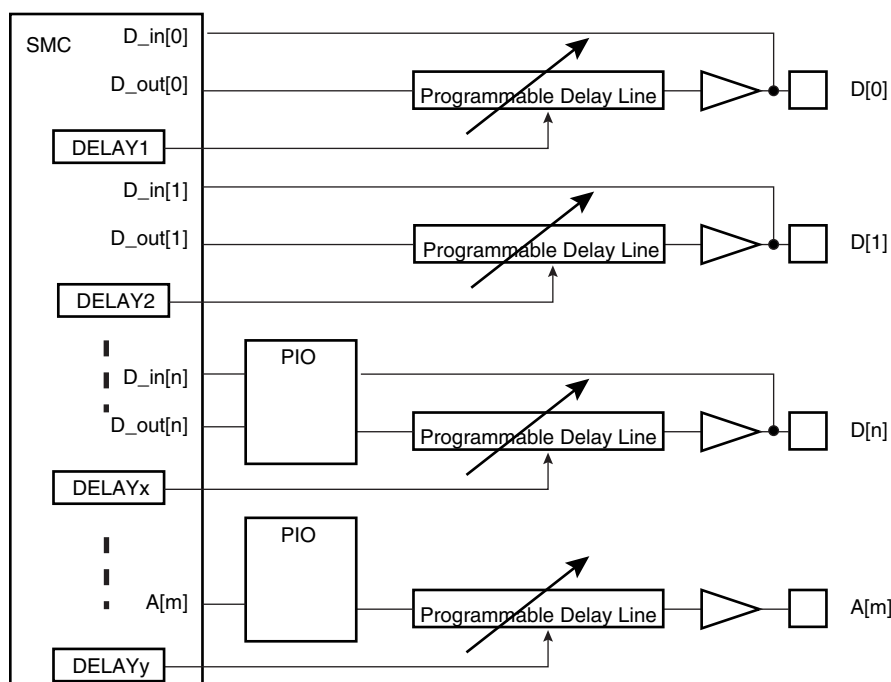 SMC
D_in[0]
D_out[0]
Programmable Delay Line
D[0]
DELAY1
D_in[1]
D_out[1]
Programmable Delay Line
D[1]
DELAY2
PIO
D_in[n]
D_out[n]
Programmable Delay Line
D[n]
DELAYx
PIO
A[m]
Programmable Delay Line
A[m]
DELAYy